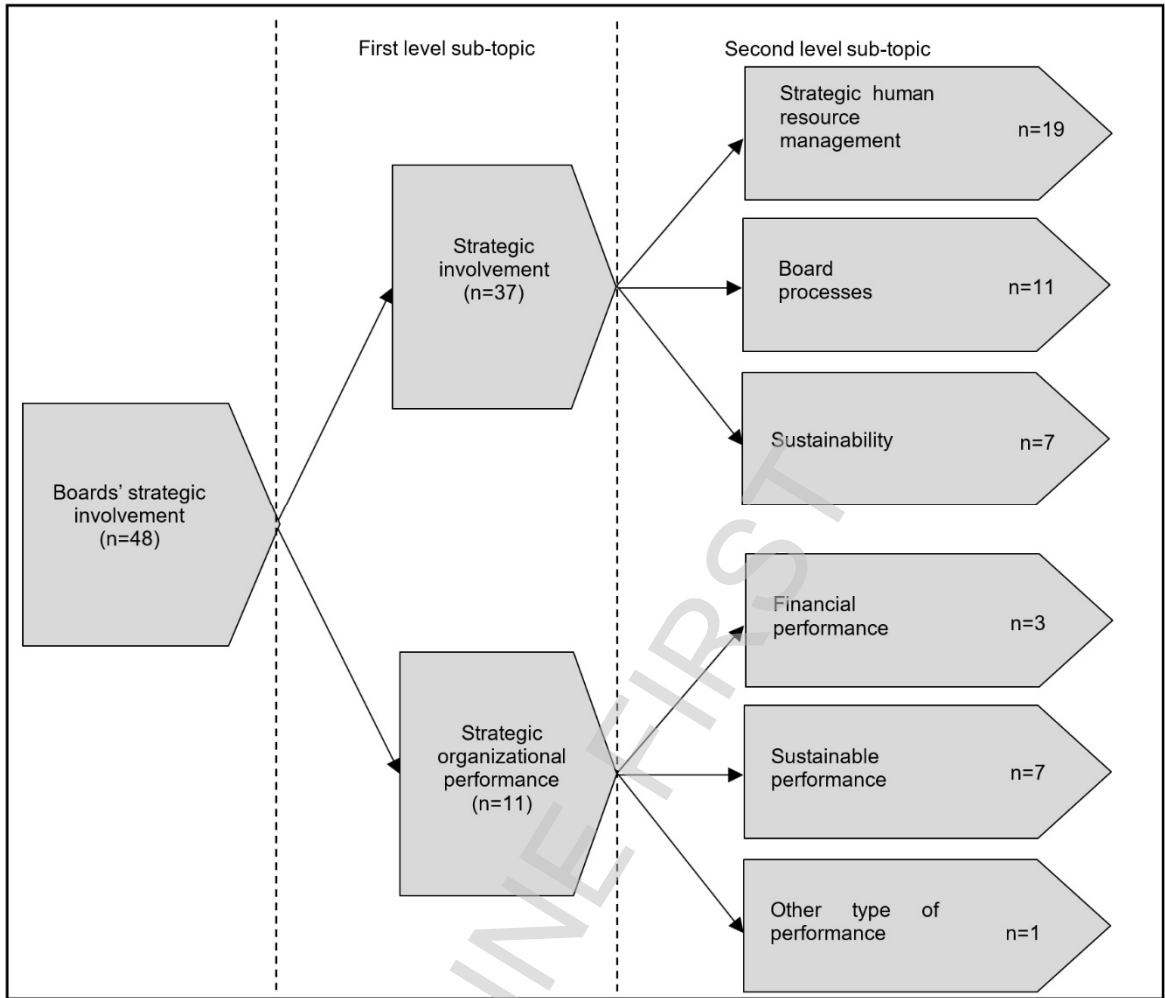 First level sub-topic
Second level sub-topic
Boards' strategic
involvement
(n=48)
Strategic
involvement
(n=37)
Strategic
organizational
performance
(n=11)
Strategic human
resource
management
n=19
Board
processes
n=11
Sustainability
n=7
Financial
performance
n=3
Sustainable
performance
n=7
Other type of
performance
n=1
INE FIRST